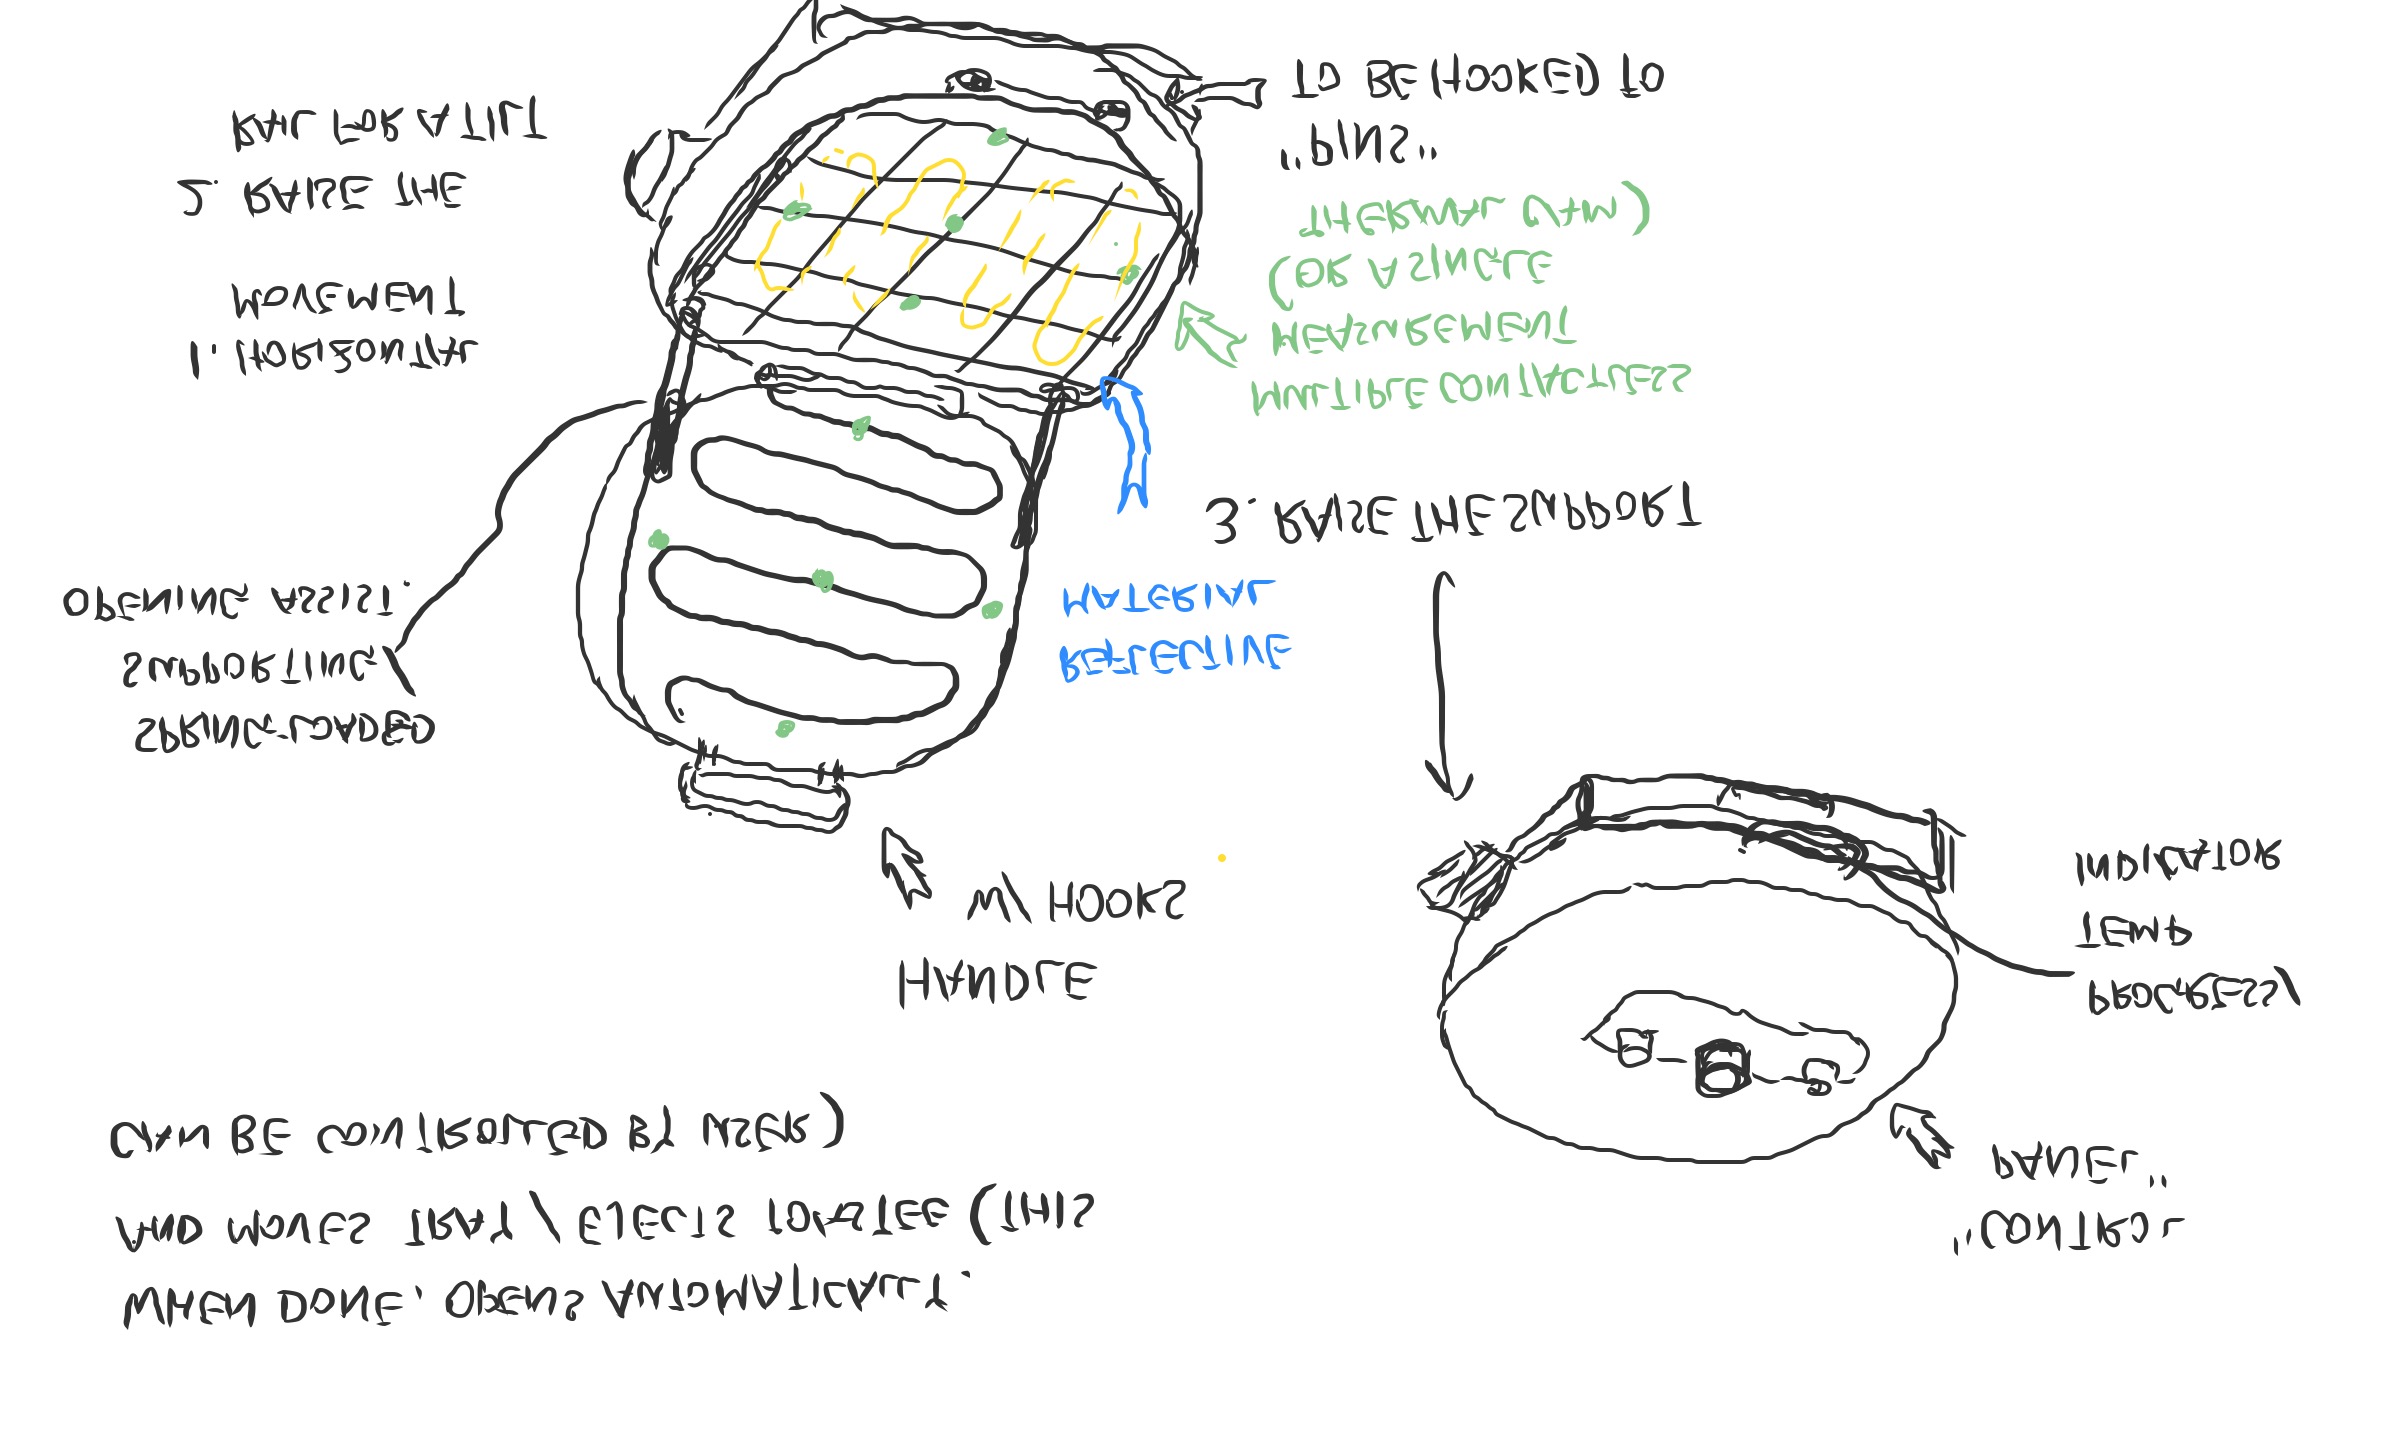 WHEN DONE, OPENS AUTOMATICALLY.
AND MOVES TRAY/EJECTS TOASTEE (THIS
CAN BE CONTROLLED BY USER)
"CONTROL
PANEL"
PROGRESS/
TEMP
INDICATOR
HANDLE
W/ HOOKS
SPRING-LOADED
SUPPORTING/
OPENING ASSIST.
REFLECTIVE
MATERIAL
3. RAISE THE SUPPORT
1. HORIZONTAL
MOVEMENT
2. RAISE THE
RAIL FOR A TILT
MULTIPLE CONTACTLESS
MEASUREMENT
(OR A SINGLE
THERMAL CAM)
"PINS"
TO BE HOOKED TO